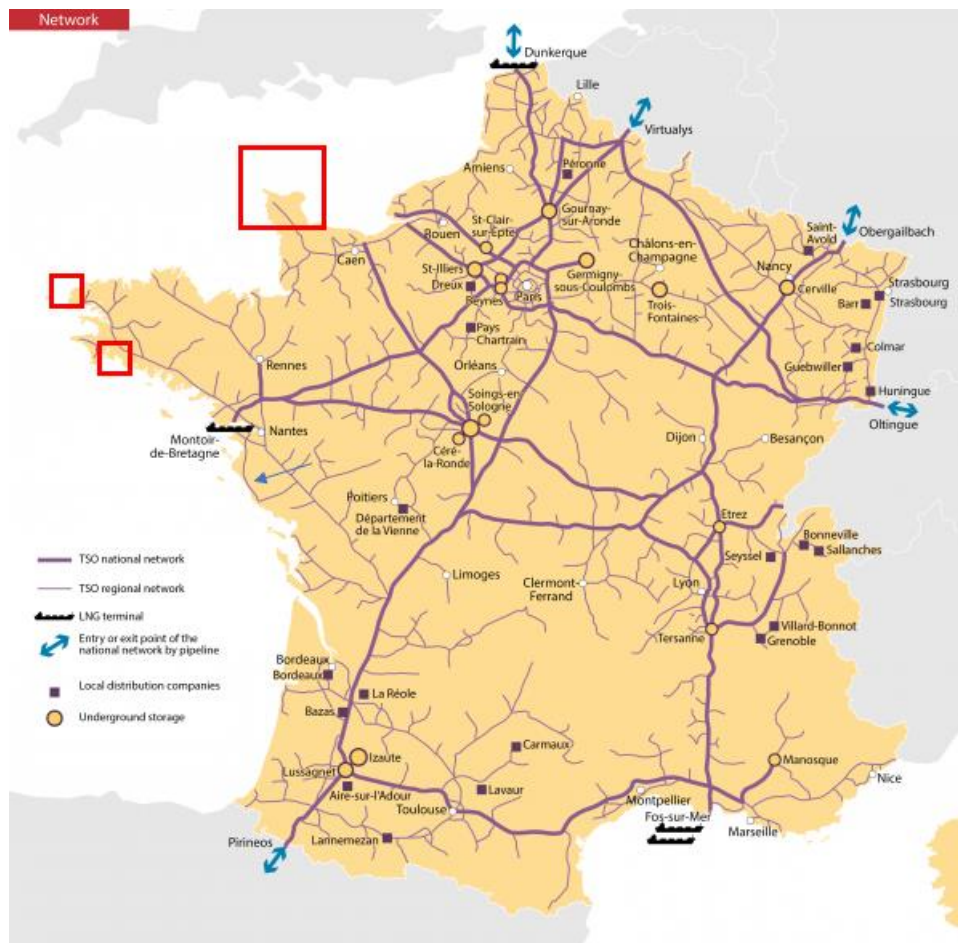 Network
Dunkerque
Lille
Virtualys
Amiens
Péronne
Gournay-
sur-Aronde
St-Clair-
sur-Epte
Rouen
Caen
St-Illiers
Dreux
Beynes
Paris
Germigny-
sous-Coulombs
Châlons-en-
Champagne
Trois-
Fontaines
Saint-
Avold
Obergailbach
Nancy
Cerville
Strasbourg
Strasbourg
Barr
Colmar
Guebwiller
Huningue
Oltingue
Pays
Chartrain
Orléans
Rennes
Soings-en-
Sologne
Montoir-
de-Bretagne
Nantes
Céré-
la-Ronde
Dijon
Besançon
Poitiers
Département
de la Vienne
Etrez
Bonneville
Sallanches
Seyssel
Limoges
Clermont-
Ferrand
Lyon
Villard-Bonnot
Grenoble
Tersanne
TSO national network
TSO regional network
LNG terminal
Entry or exit point of the
national network by pipeline
Local distribution companies
Underground storage
Bordeaux
Bordeaux
La Réole
Bazas
Izaute
Lussagnet
Aire-sur-l'Adour
Carmaux
Lavaur
Toulouse
Pirineos
Lannemezan
Montpellier
Fos-sur-Mer
Marseille
Manosque
Nice